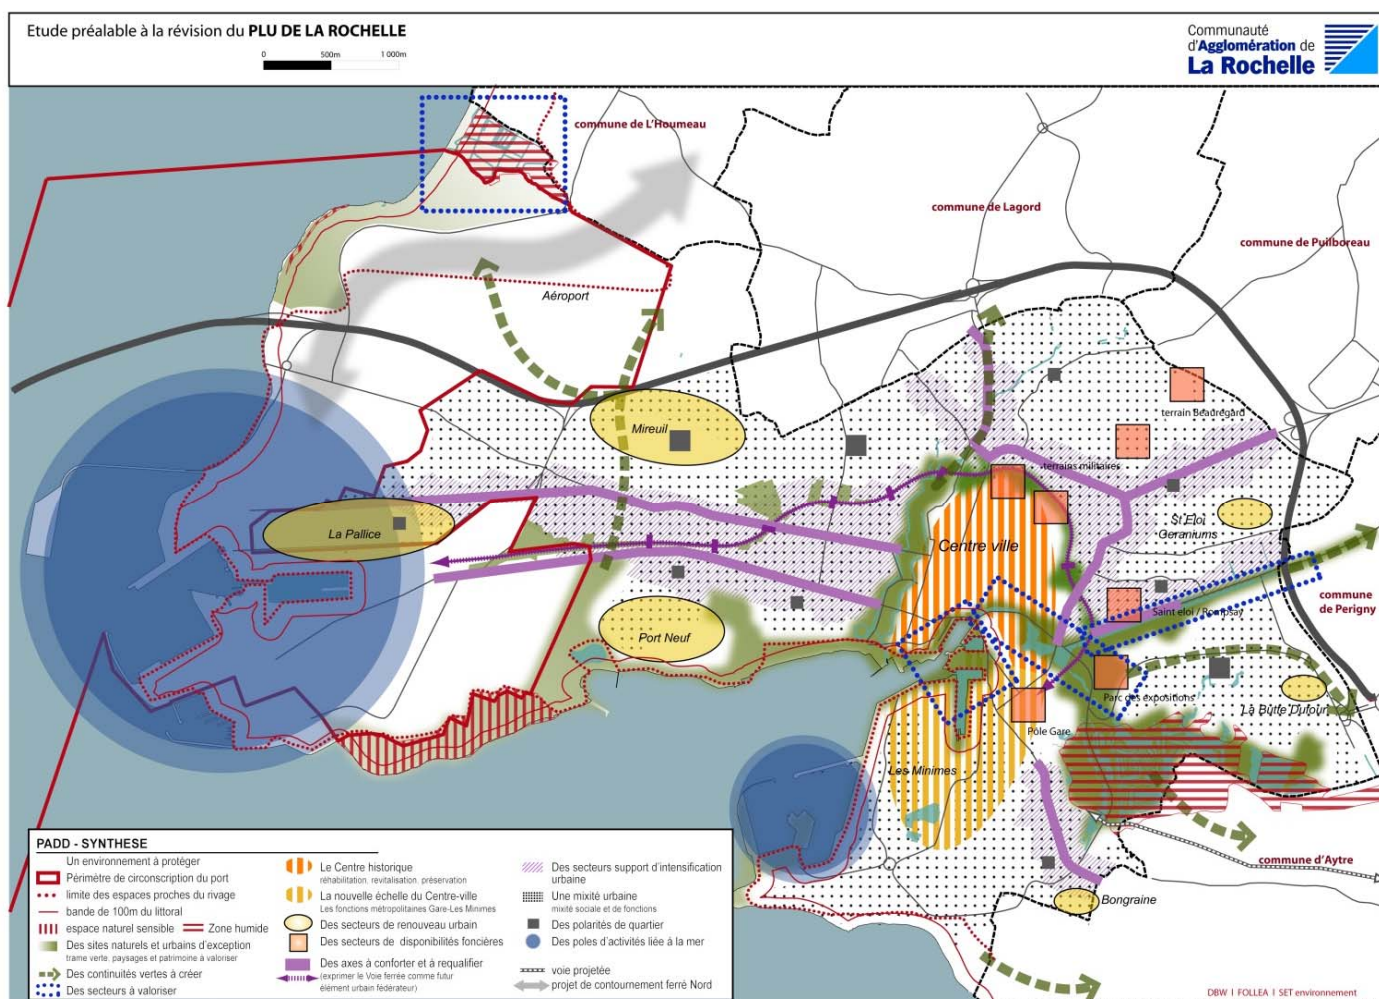 Etude préalable à la révision du PLU DE LA ROCHELLE
0 500m 1 000m
Communauté
d'Agglomération de
La Rochelle
commune de L'Houmeau
commune de Lagord
commune de Puilboreau
Aéroport
terrain Beauregard
Mireuil
terrains militaires
La Pallice
St Eloi
Geraniums
Centre ville
commune
de Perigny
Saint eloi / Rompsay
Port Neuf
Parc des expositions
La Butte Dufour
Pôle Gare
Les Minimes
commune d'Aytre
Bongraine
PADD - SYNTHESE
Un environnement à protéger
Périmètre de circonscription du port
limite des espaces proches du rivage
bande de 100m du littoral
espace naturel sensible
Zone humide
Des sites naturels et urbains d'exception
trame verte, paysages et patrimoine à valoriser
Des continuités vertes à créer
Des secteurs à valoriser
Le Centre historique
réhabilitation, revitalisation, préservation
La nouvelle échelle du Centre-ville
Les fonctions métropolitaines Gare-Les Minimes
Des secteurs de renouveau urbain
Des secteurs de disponibilités foncières
Des axes à conforter et à requalifier
(exprimer le Voie ferrée comme futur
élément urbain fédérateur)
Des secteurs support d'intensification
urbaine
Une mixité urbaine
mixité sociale et de fonctions
Des polarités de quartier
Des poles d'activités liée à la mer
voie projetée
projet de contournement ferré Nord
DBW I FOLLEA I SET environnement